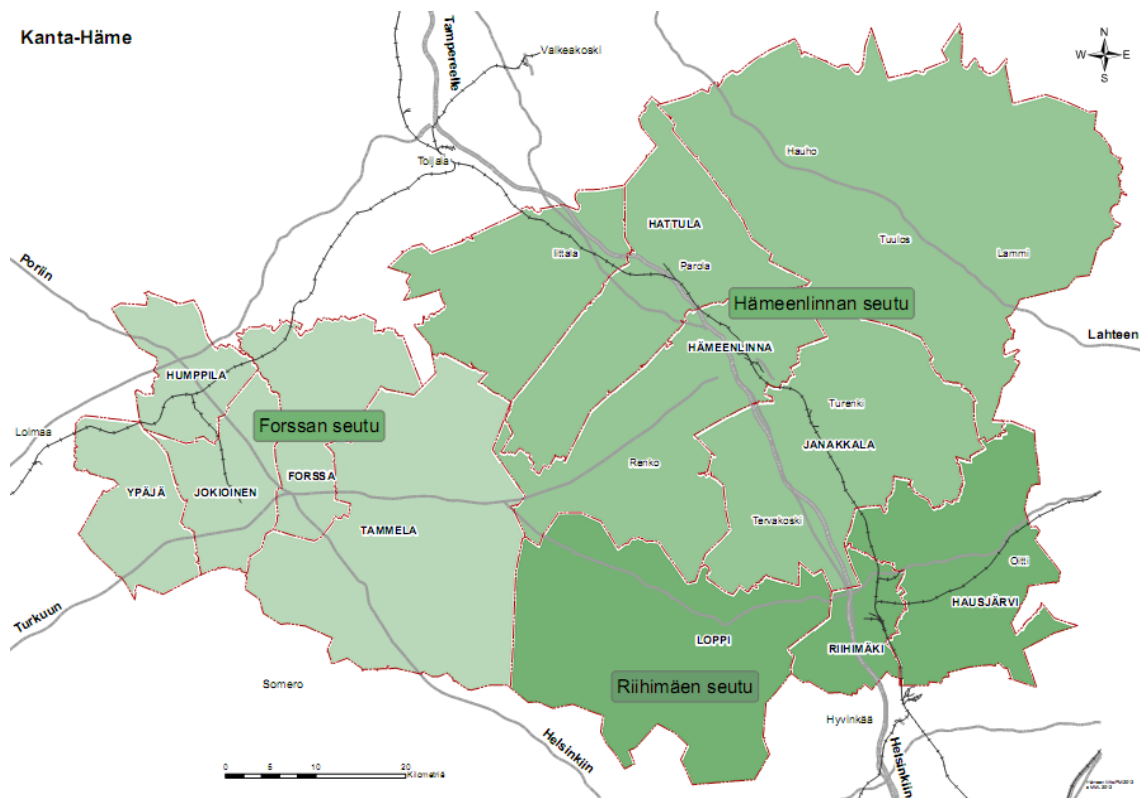 Kanta-Häme
N
W E
S
Tampereelle
Valkeakoski
Toijala
Hauho
HATTULA
Tuulos
Iittala
Lammi
Parola
Poriin
Hämeenlinnan seutu
Lahteen
HÄMEENLINNA
HUMPPILA
Turenki
Forssan seutu
Loimaa
JANAKKALA
Renko
FORSSA
YPÄJÄ
JOKIOINEN
Tervakoski
TAMMELA
Oitti
HAUSJÄRVI
Turkuun
LOPPI
RIIHIMÄKI
Somero
Riihimäen seutu
Hyvinkää
Helsinkiin
Helsinkiin
0 5 10 20
Kilometriä